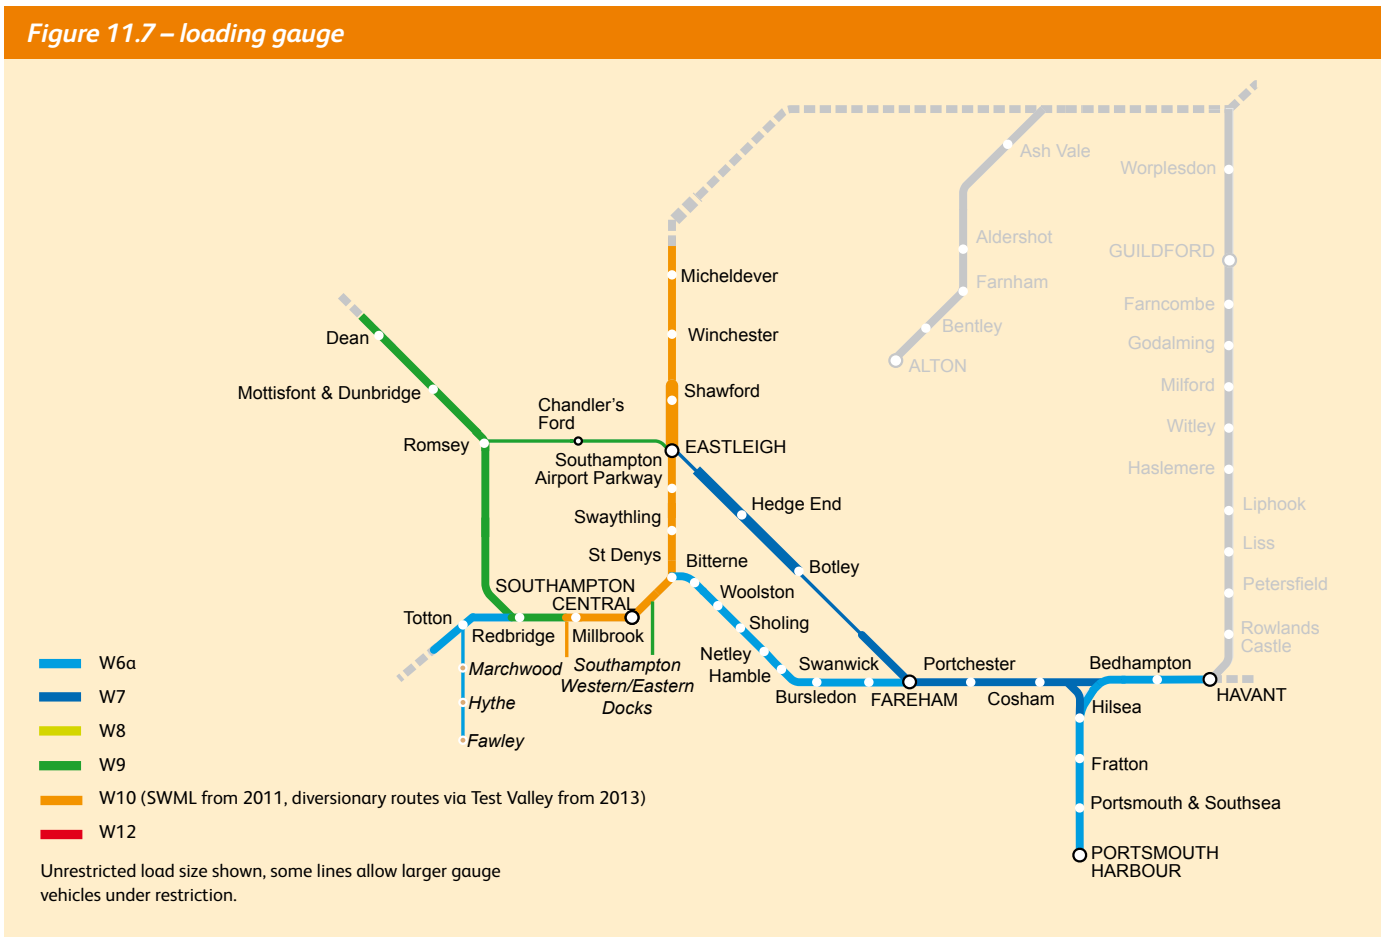 Figure 11.7 – loading gauge
Ash Vale
Worplesdon
Aldershot
GUILDFORD
Micheldever
Farnham
Farncombe
Dean
Winchester
Bentley
Godalming
ALTON
Mottisfont & Dunbridge
Shawford
Milford
Chandler's
Ford
Witley
Romsey
EASTLEIGH
Southampton
Airport Parkway
Haslemere
Hedge End
Liphook
Swaythling
Liss
St Denys
Bitterne
Botley
SOUTHAMPTON
CENTRAL
Woolston
Petersfield
Totton
Redbridge
Millbrook
Sholing
Rowlands
Castle
Marchwood
Southampton
Western/Eastern
Docks
Netley
Hamble
Swanwick
Portchester
Bedhampton
Bursledon
FAREHAM
Cosham
HAVANT
Hythe
Hilsea
Fawley
Fratton
Portsmouth & Southsea
PORTSMOUTH
HARBOUR
W6a
W7
W8
W9
W10 (SWML from 2011, diversionary routes via Test Valley from 2013)
W12
Unrestricted load size shown, some lines allow larger gauge
vehicles under restriction.